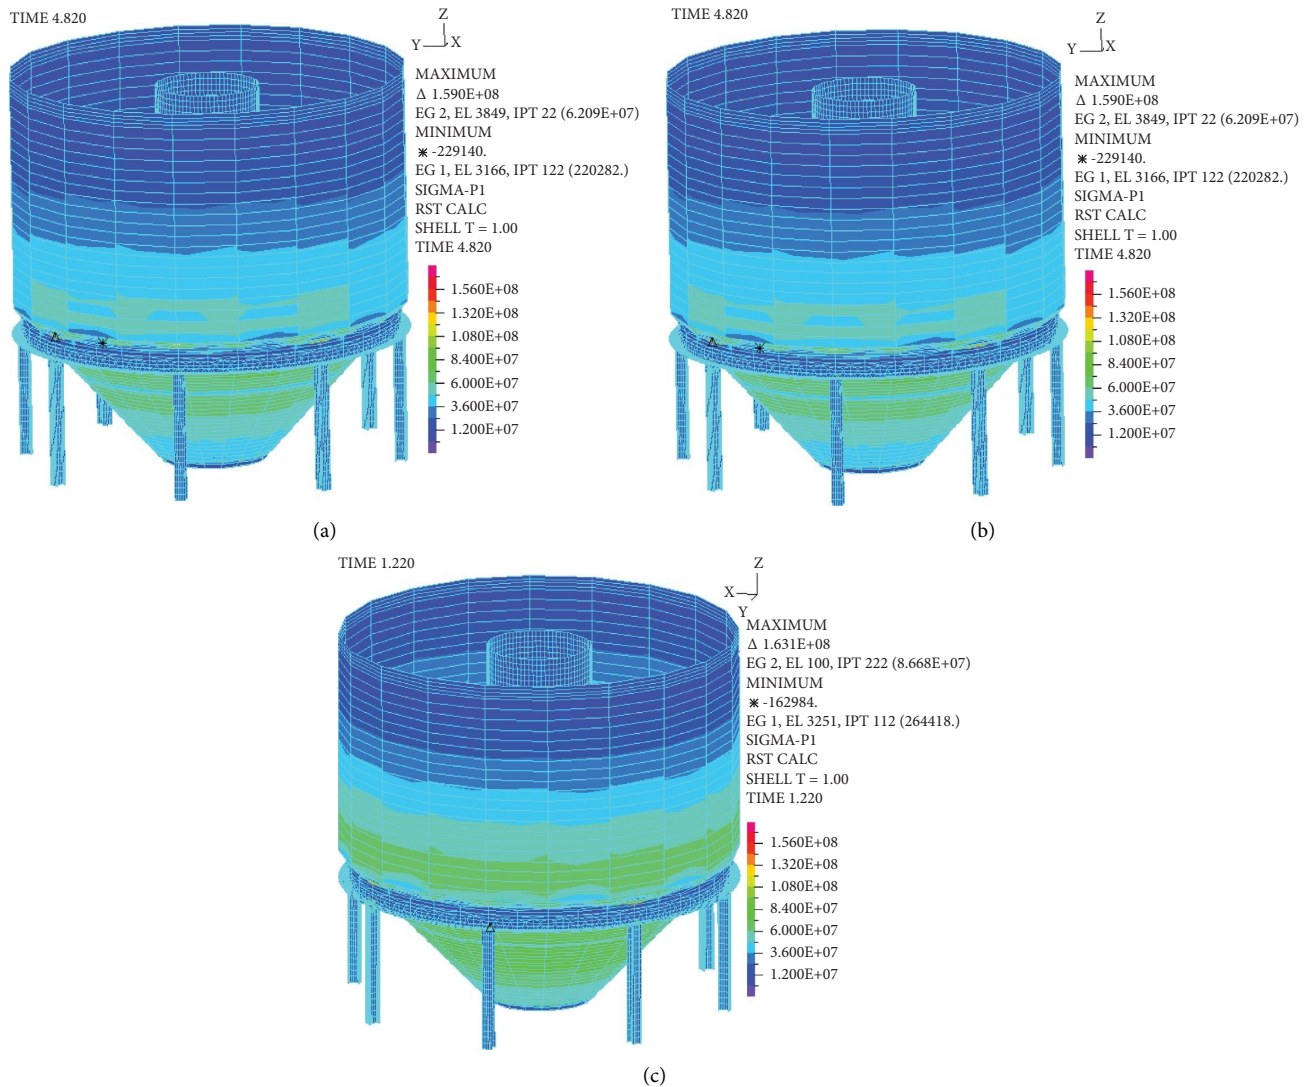 TIME 4.820
Z
Y X
MAXIMUM
Δ 1.590E+08
EG 2, EL 3849, IPT 22 (6.209E+07)
MINIMUM
* -229140.
EG 1, EL 3166, IPT 122 (220282.)
SIGMA-P1
RST CALC
SHELL T = 1.00
TIME 4.820
1.560E+08
1.320E+08
1.080E+08
8.400E+07
6.000E+07
3.600E+07
1.200E+07
(a)
TIME 4.820
Z
Y X
MAXIMUM
Δ 1.590E+08
EG 2, EL 3849, IPT 22 (6.209E+07)
MINIMUM
* -229140.
EG 1, EL 3166, IPT 122 (220282.)
SIGMA-P1
RST CALC
SHELL T = 1.00
TIME 4.820
1.560E+08
1.320E+08
1.080E+08
8.400E+07
6.000E+07
3.600E+07
1.200E+07
(b)
TIME 1.220
Z
X
Y
MAXIMUM
Δ 1.631E+08
EG 2, EL 100, IPT 222 (8.668E+07)
MINIMUM
* -162984.
EG 1, EL 3251, IPT 112 (264418.)
SIGMA-P1
RST CALC
SHELL T = 1.00
TIME 1.220
1.560E+08
1.320E+08
1.080E+08
8.400E+07
6.000E+07
3.600E+07
1.200E+07
(c)